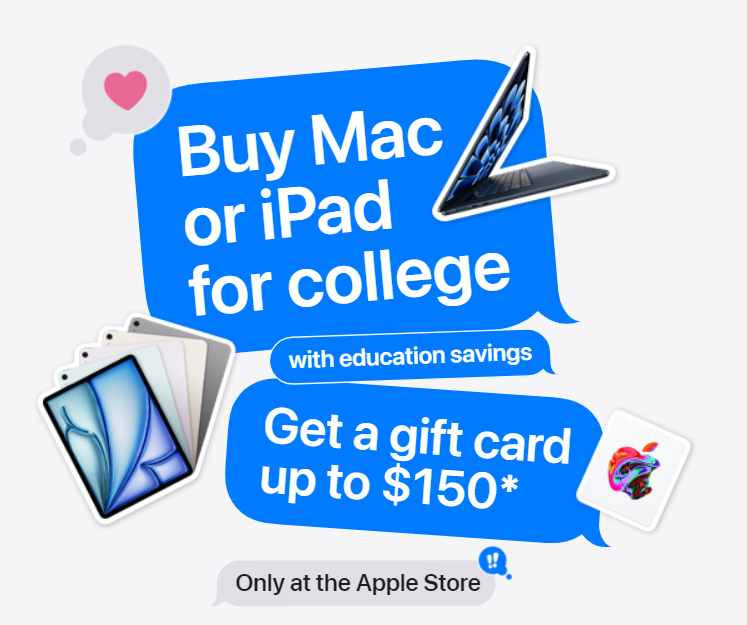 Buy Mac
or iPad
for college
with education savings
Get a gift card
up to $150*
!!
Only at the Apple Store